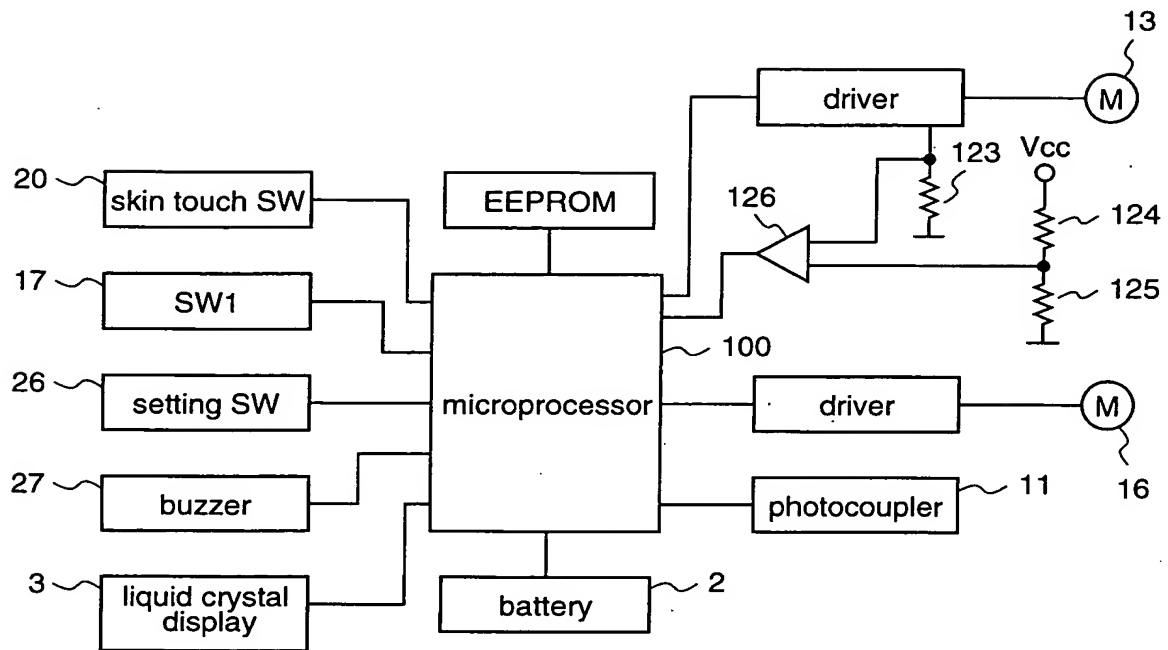 13
driver
M
123
Vcc
20
skin touch SW
EEPROM
126
124
17
SW1
125
100
26
setting SW
microprocessor
driver
M
27
buzzer
photocoupler
11
16
3
liquid crystal
display
battery
2